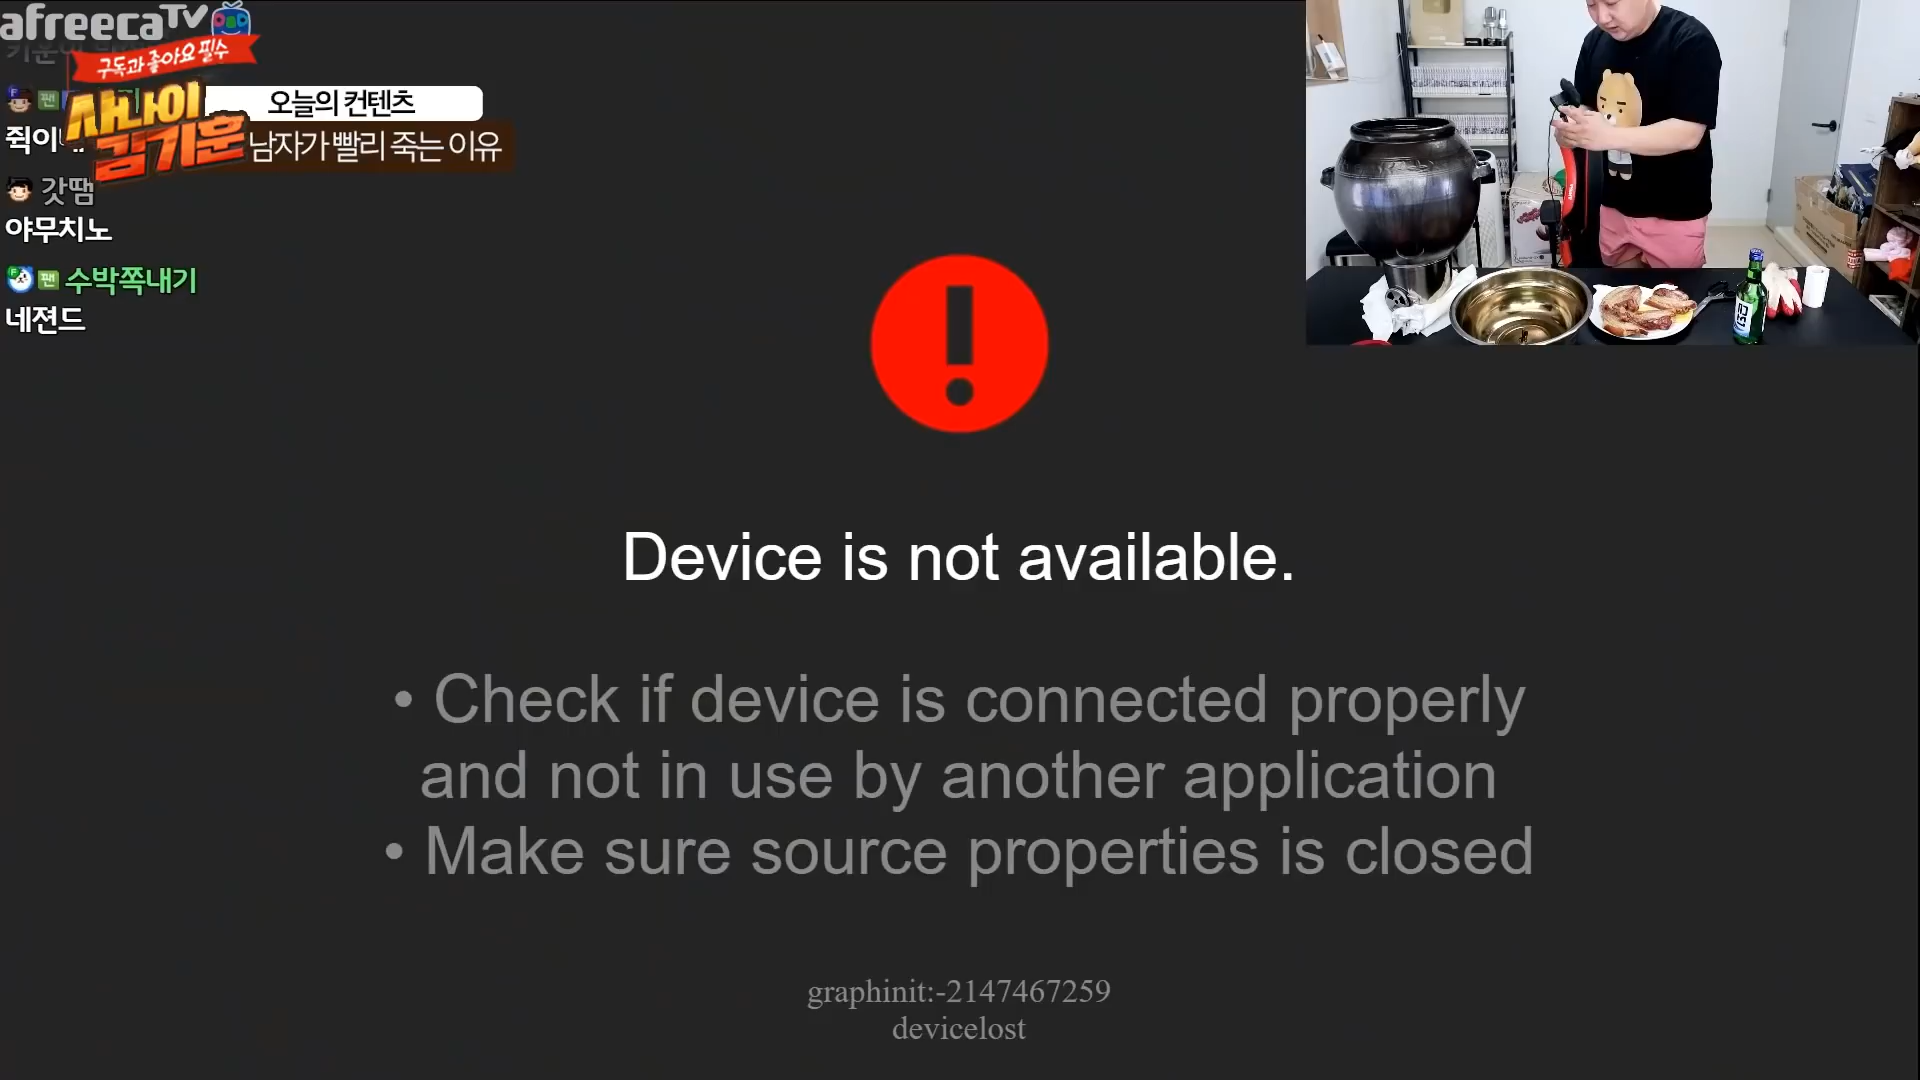 afreecaTV
구독과 좋아요 필수
사나이
김기훈
오늘의 컨텐츠
남자가 빨리 죽는 이유
갓땜
야무치노
팬 수박쪽내기
네젼드
Device is not available.
• Check if device is connected properly
and not in use by another application
• Make sure source properties is closed
graphinit:-2147467259
devicelost